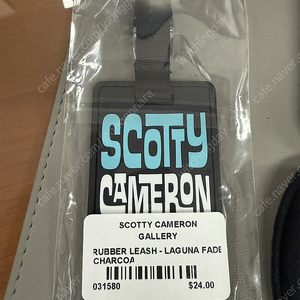 SCOTTY
CAMERON
SCOTTY CAMERON
GALLERY
RUBBER LEASH - LAGUNA FADE
CHARCOA
031580 $24.00